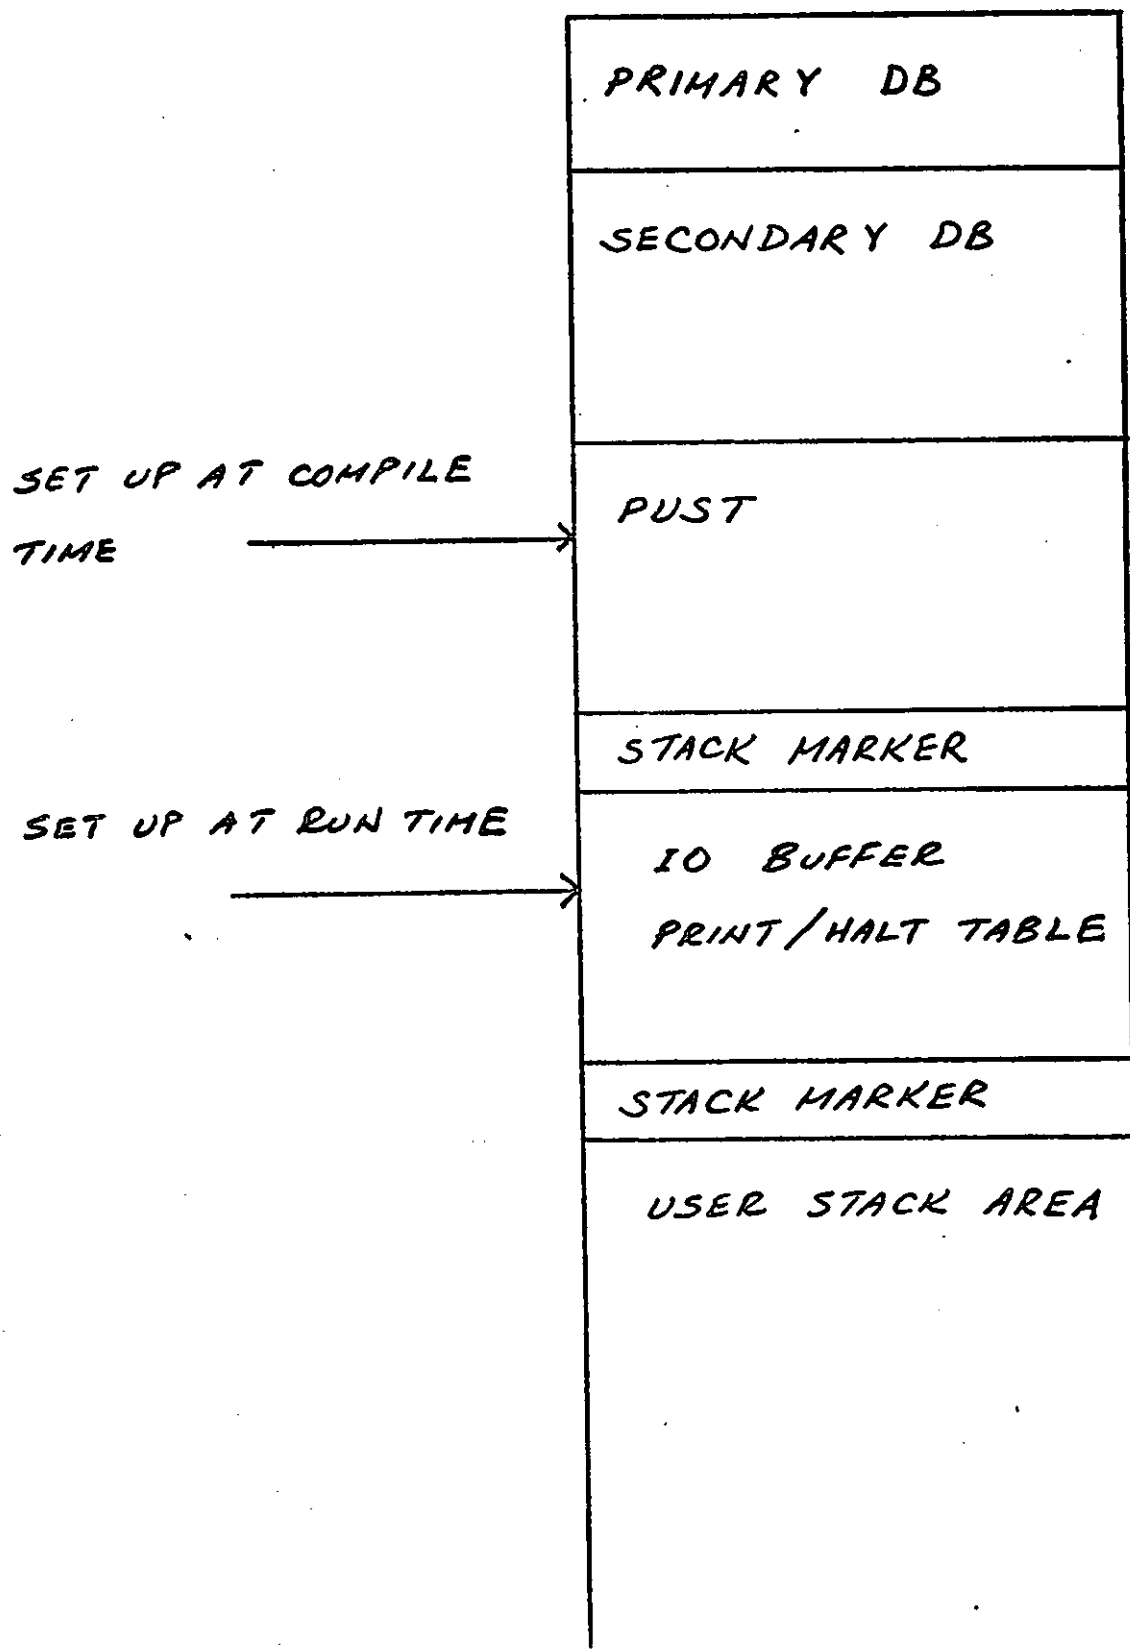 PRIMARY DB
SECONDARY DB
SET UP AT COMPILE
TIME
PUST
STACK MARKER
SET UP AT RUN TIME
IO BUFFER
PRINT/HALT TABLE
STACK MARKER
USER STACK AREA